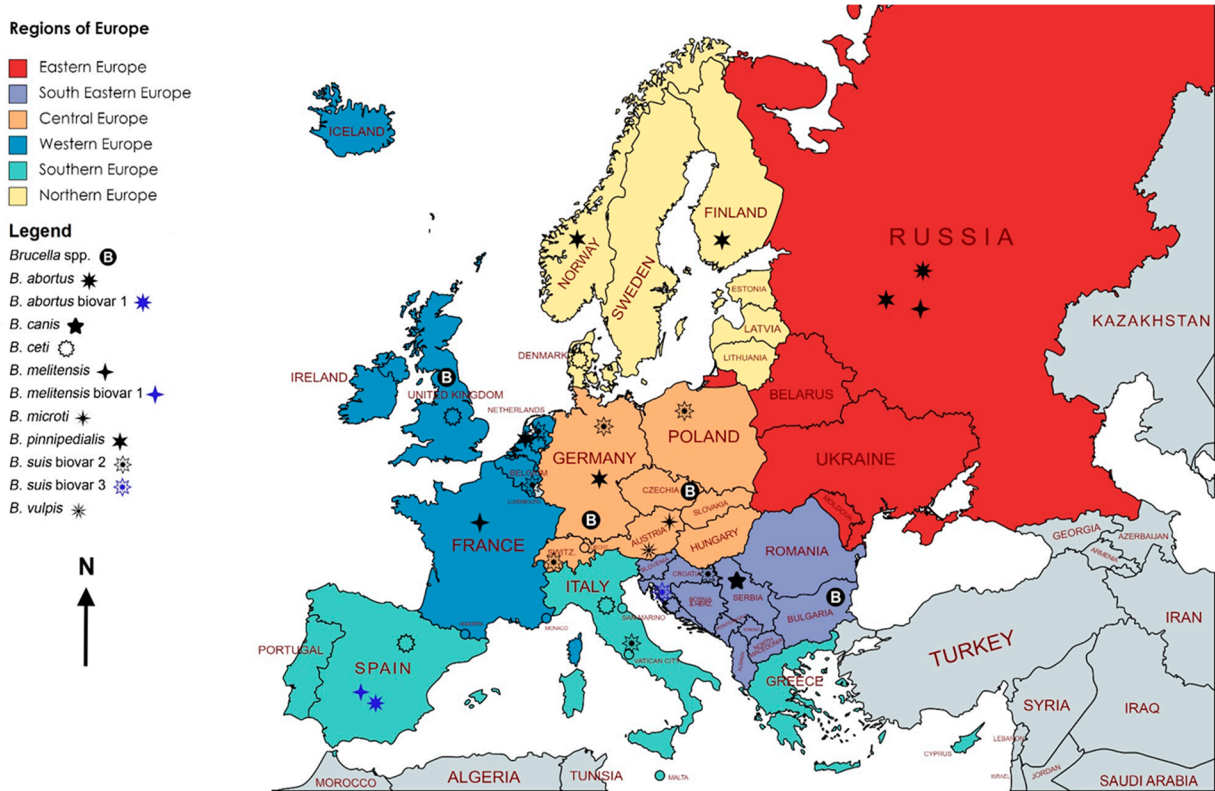 Regions of Europe
Eastern Europe
South Eastern Europe
Central Europe
Western Europe
Southern Europe
Northern Europe
Legend
Brucella spp. B
B. abortus
B. abortus biovar 1
B. canis
B. ceti
B. melitensis
B. melitensis biovar 1
B. microti
B. pinnipedialis
B. suis biovar 2
B. suis biovar 3
B. vulpis
N
ICELAND
FINLAND
NORWAY
SWEDEN
RUSSIA
ESTONIA
LATVIA
LITHUANIA
KAZAKHSTAN
DENMARK
IRELAND
B
UNITED KINGDOM
BELARUS
NETHERLANDS
POLAND
GERMANY
UKRAINE
BELGIUM
CZECHIA
B
LUXEMBOURG
SLOVAKIA
MOLDOVA
B
AUSTRIA
HUNGARY
FRANCE
SWITZ.
ROMANIA
GEORGIA
AZERBAIJAN
ARMENIA
SLOVENIA
CROATIA
ITALY
BOSNIA
& HERZ.
SERBIA
B
BULGARIA
SAN MARINO
MONACO
ANDORRA
IRAN
PORTUGAL
SPAIN
VATICAN CITY
NORTH
MACEDONIA
TURKEY
ALBANIA
GREECE
SYRIA
IRAQ
CYPRUS
LEBANON
ISRAEL
JORDAN
MOROCCO
ALGERIA
TUNISIA
MALTA
SAUDI ARABIA